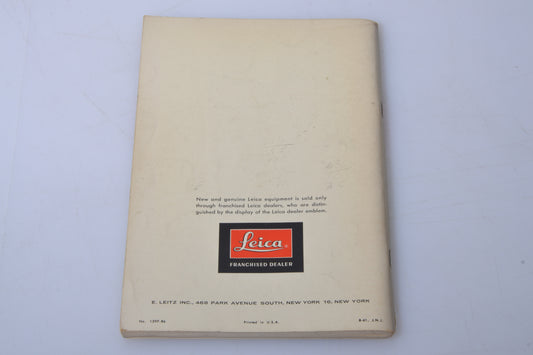 New and genuine Leica equipment is sold only
through franchised Leica dealers, who are distin-
guished by the display of the Leica dealer emblem.
Leica®
FRANCHISED DEALER
E. LEITZ INC., 468 PARK AVENUE SOUTH, NEW YORK 16, NEW YORK
Printed in U.S.A.